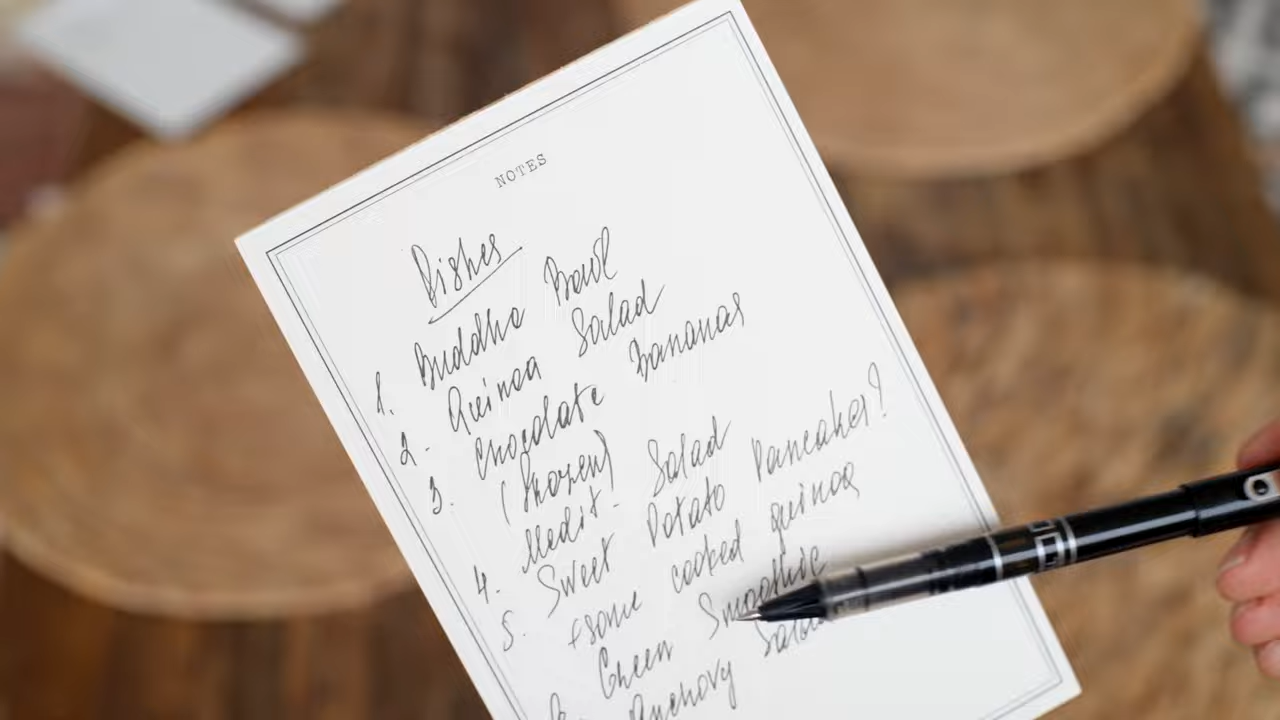 NOTES
Dishes
1. Buddha Bowl
2. Quinoa Salad
3. Chocolate Bananas
(frozen)
4. Medit. Salad
5. Sweet Potato Pancakes?
+some cooked quinoa
Green Smoothie
Anchovy Salad